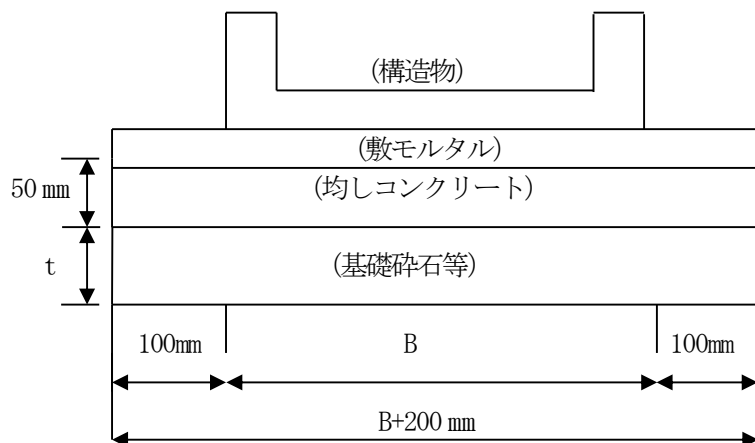 (構造物)
(敷モルタル)
50 mm
(均しコンクリート)
t
(基礎砕石等)
100mm
B
100mm
B+200 mm